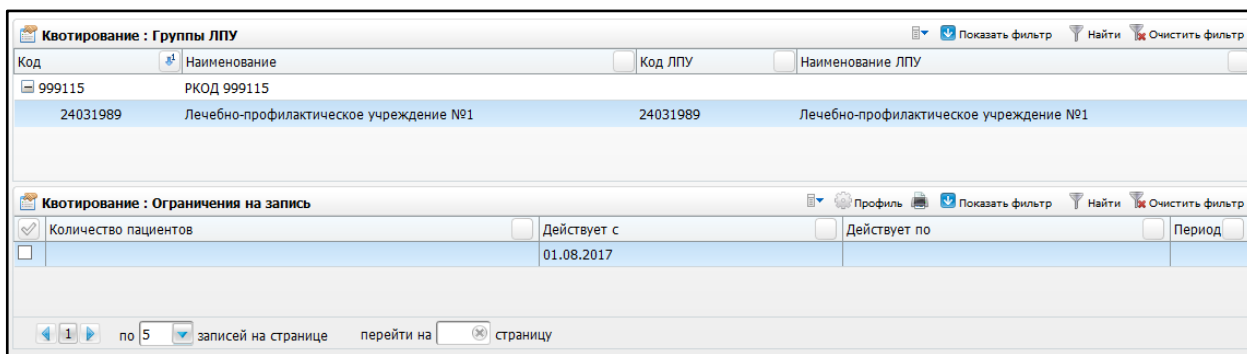 Квотирование : Группы ЛПУ Показать фильтр Найти Очистить фильтр
Код 1 Наименование Код ЛПУ Наименование ЛПУ
999115 РКОД 999115
24031989 Лечебно-профилактическое учреждение №1 24031989 Лечебно-профилактическое учреждение №1
Квотирование : Ограничения на запись Профиль Показать фильтр Найти Очистить фильтр
Количество пациентов Действует с Действует по Период
01.08.2017
1 по 5 записей на странице перейти на страницу